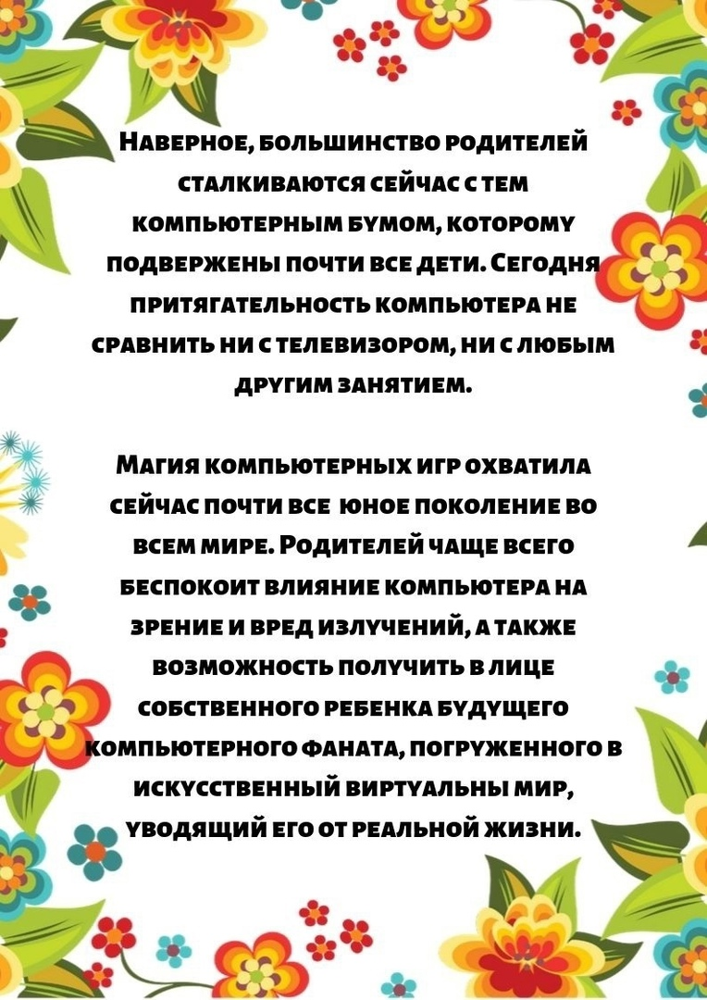 Наверное, большинство родителей
сталкиваются сейчас с тем
компьютерным бумом, которому
подвержены почти все дети. Сегодня
притягательность компьютера не
сравнить ни с телевизором, ни с любым
другим занятием.
Магия компьютерных игр охватила
сейчас почти все юное поколение во
всем мире. Родителей чаще всего
беспокоит влияние компьютера на
зрение и вред излучений, а также
возможность получить в лице
собственного ребенка будущего
компьютерного фаната, погруженного в
искусственный виртуальны мир,
уводящий его от реальной жизни.